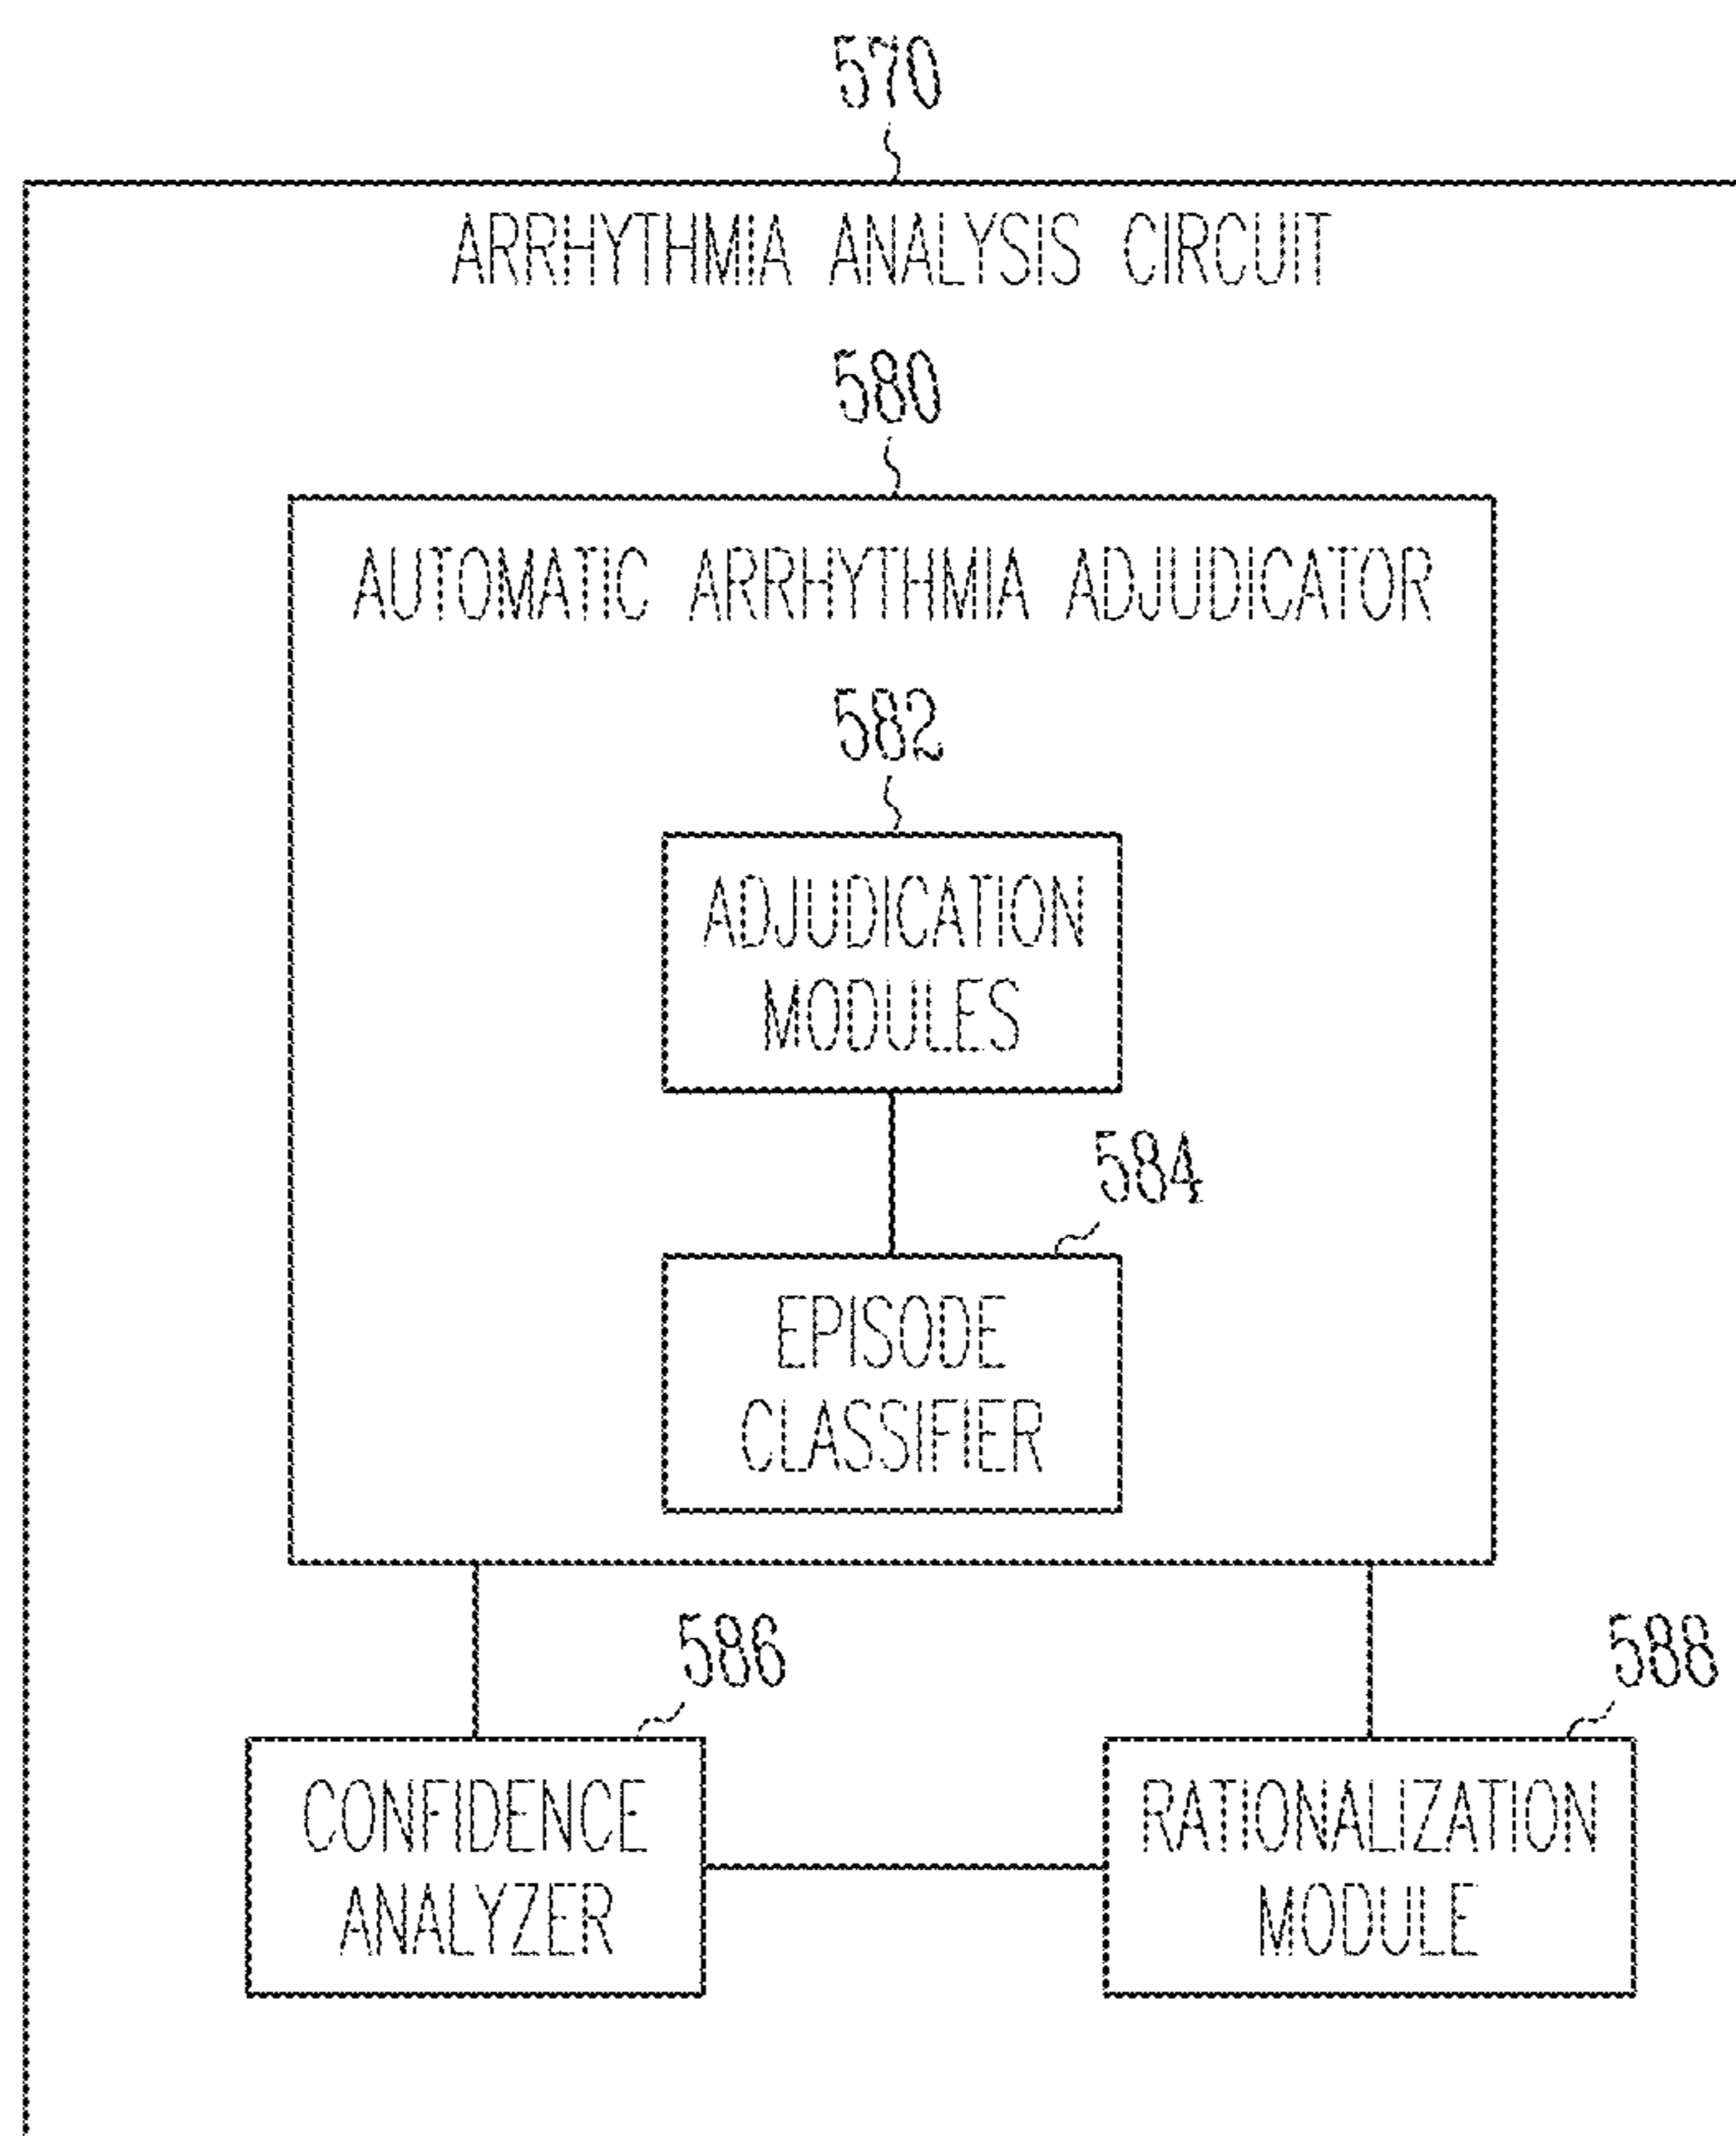 570
ARRHYTHMIA ANALYSIS CIRCUIT
580
AUTOMATIC ARRHYTHMIA ADJUDICATOR
582
ADJUDICATION
MODULES
584
EPISODE
CLASSIFIER
586
CONFIDENCE
ANALYZER
588
RATIONALIZATION
MODULE